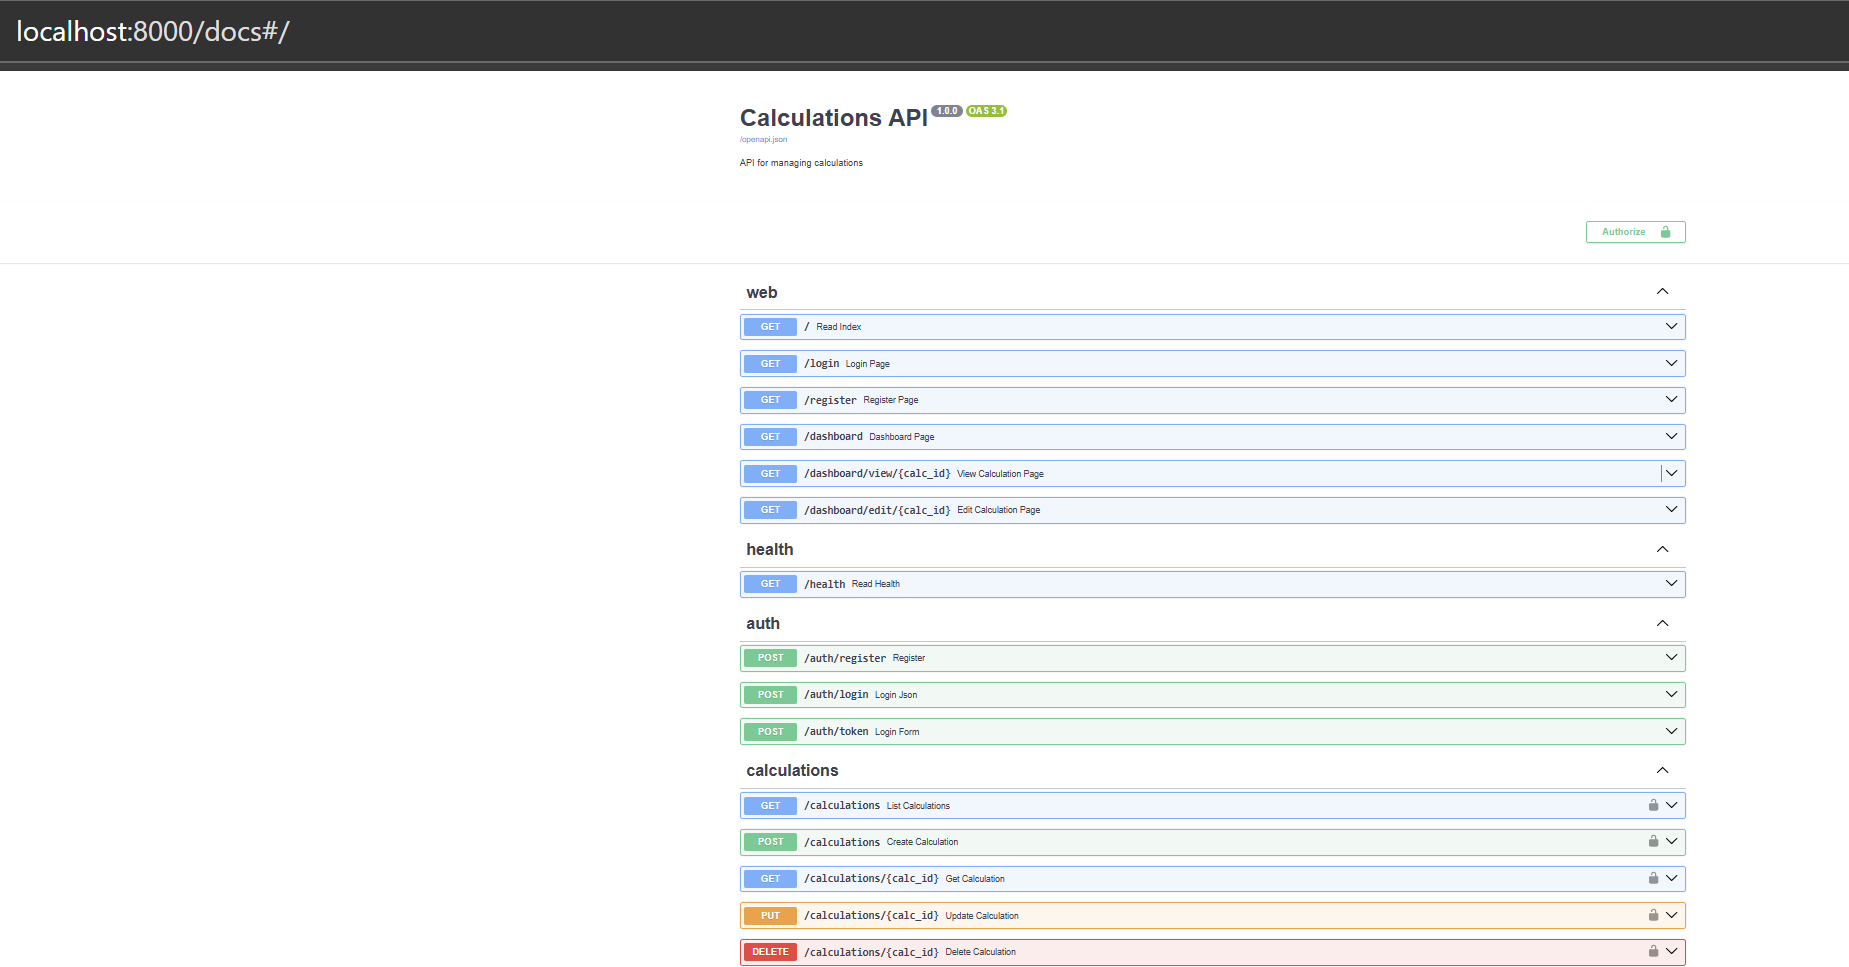 localhost:8000/docs#/
Calculations API 1.0.0 OAS 3.1
/openapi.json
API for managing calculations
Authorize
web
GET / Read Index
GET /login Login Page
GET /register Register Page
GET /dashboard Dashboard Page
GET /dashboard/view/{calc_id} View Calculation Page
GET /dashboard/edit/{calc_id} Edit Calculation Page
health
GET /health Read Health
auth
POST /auth/register Register
POST /auth/login Login Json
POST /auth/token Login Form
calculations
GET /calculations List Calculations
POST /calculations Create Calculation
GET /calculations/{calc_id} Get Calculation
PUT /calculations/{calc_id} Update Calculation
DELETE /calculations/{calc_id} Delete Calculation